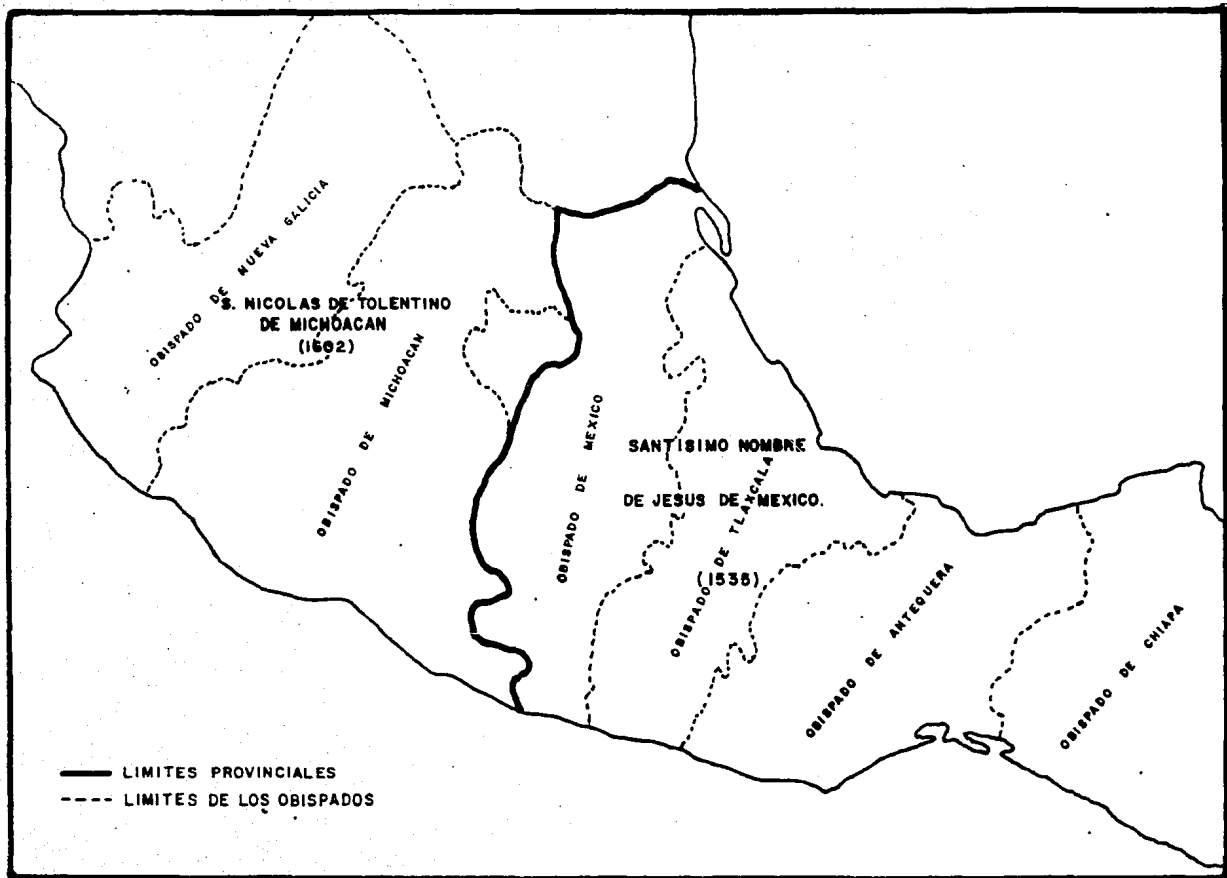 OBISPADO DE NUEVA GALICIA
S. NICOLAS DE TOLENTINO
DE MICHOACAN
(1602)
OBISPADO DE MICHOACAN
OBISPADO DE MEXICO
SANTISIMO NOMBRE
DE JESUS DE MEXICO.
(1535)
OBISPADO DE TLAXCALA
OBISPADO DE ANTEQUERA
OBISPADO DE CHIAPA
LIMITES PROVINCIALES
LIMITES DE LOS OBISPADOS